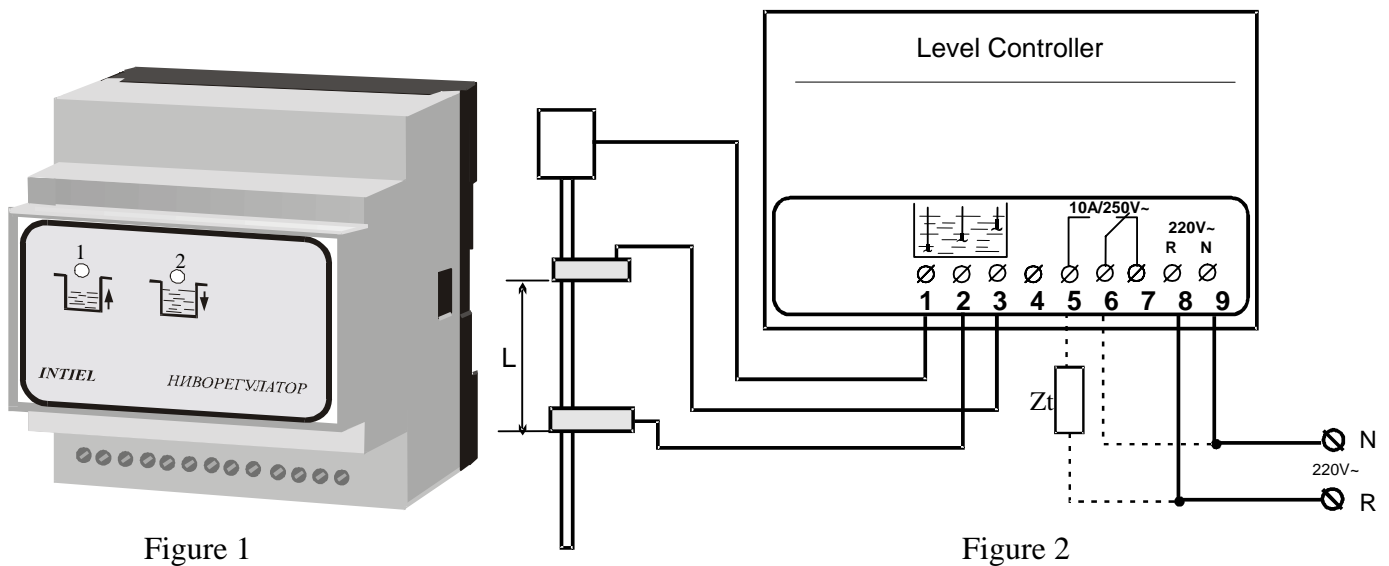 1
2
INTIEL
НИВОРЕГУЛАТОР
Figure 1
Level Controller
10A/250V~
220V~
R N
1 2 3 4 5 6 7 8 9
L
Zt
N
220V~
R
Figure 2